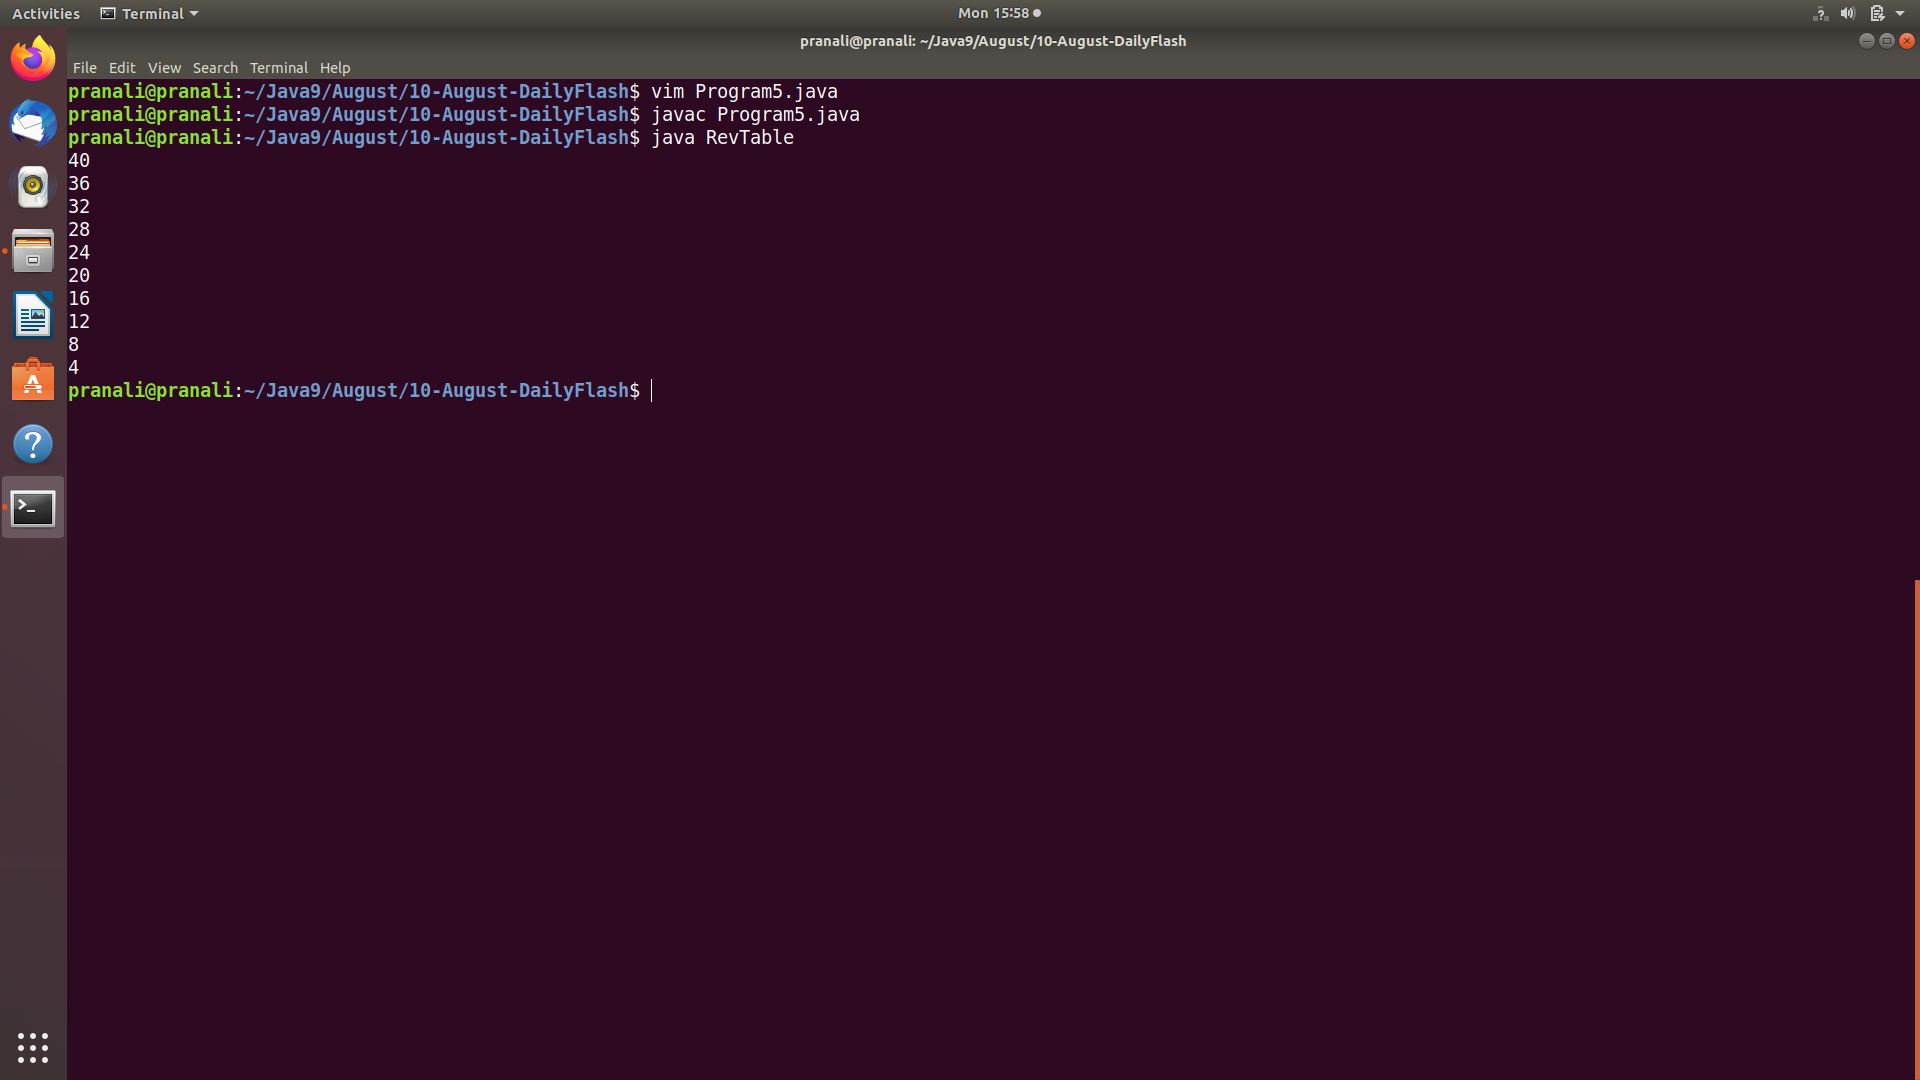 Activities Terminal Mon 15:58
pranali@pranali: ~/Java9/August/10-August-DailyFlash
File Edit View Search Terminal Help
pranali@pranali:~/Java9/August/10-August-DailyFlash$ vim Program5.java
pranali@pranali:~/Java9/August/10-August-DailyFlash$ javac Program5.java
pranali@pranali:~/Java9/August/10-August-DailyFlash$ java RevTable
40
36
32
28
24
20
16
12
8
4
pranali@pranali:~/Java9/August/10-August-DailyFlash$